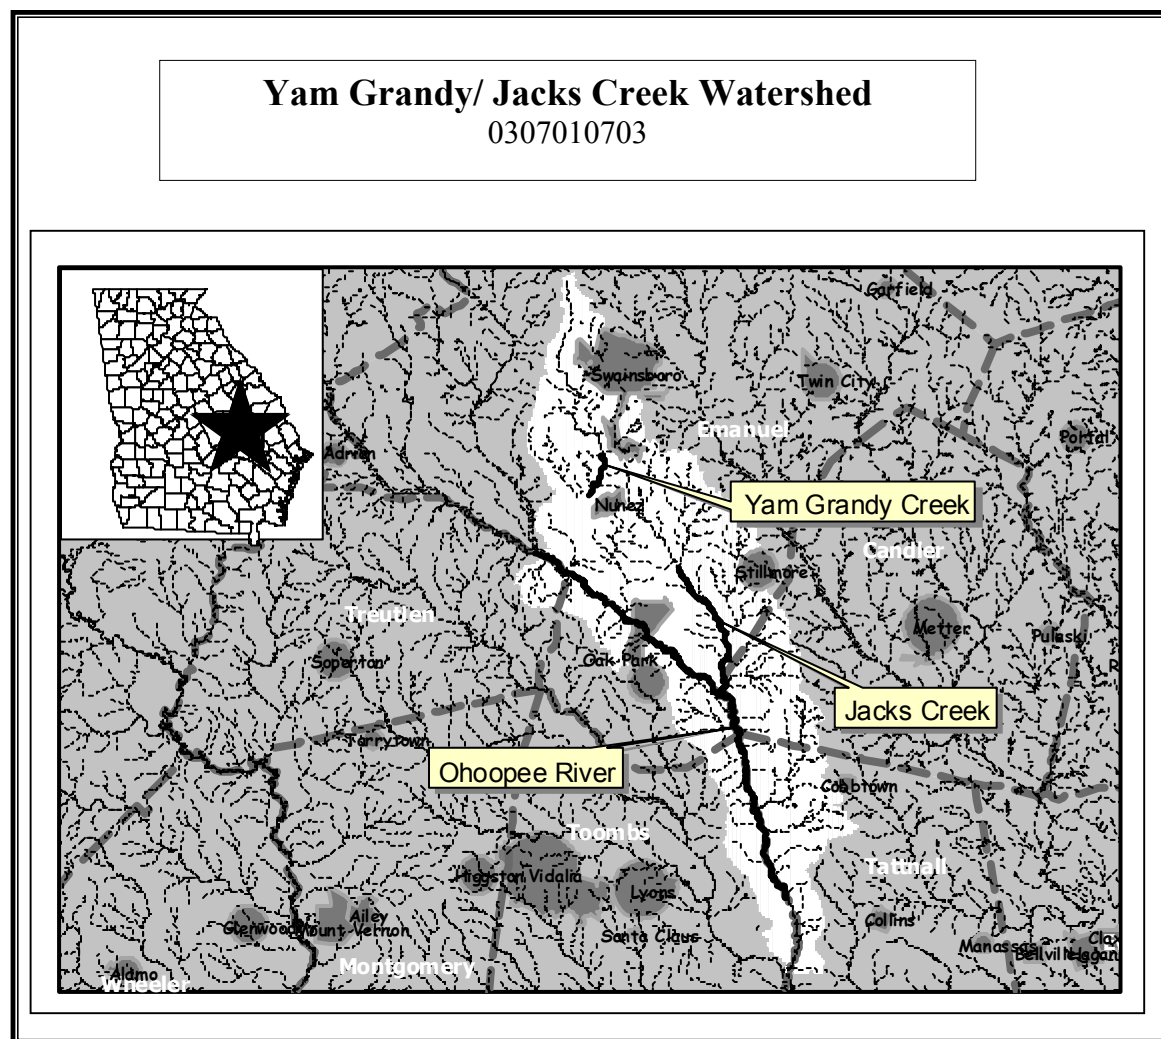 Yam Grandy/ Jacks Creek Watershed
0307010703
Garfield
Swainsboro
Twin City
Emanuel
Portal
Adrian
Nunez
Yam Grandy Creek
Candler
Stillmore
Treutlen
Metter
Pulaski
Soperton
Oak Park
Jacks Creek
Tarrytown
Ohoopee River
Cobbtown
Toombs
Tattnall
Higgston Vidalia
Lyons
Ailey
Collins
Glenwood Mount Vernon
Santa Claus
Manassas
Bellville
Montgomery
Alamo
Wheeler